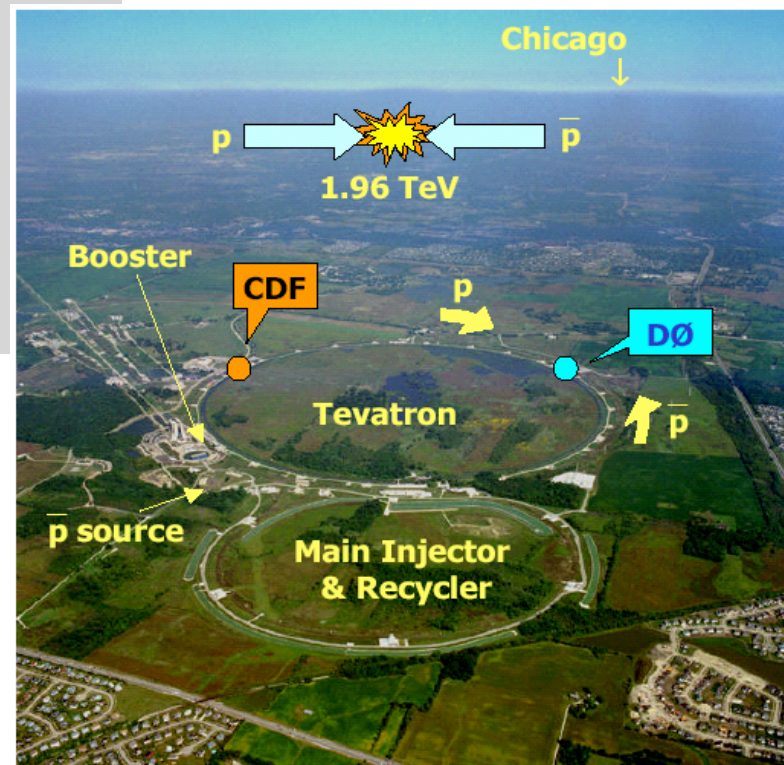 Chicago
p
p̅
1.96 TeV
Booster
CDF
p
DØ
Tevatron
p̅
p̅ source
Main Injector
& Recycler